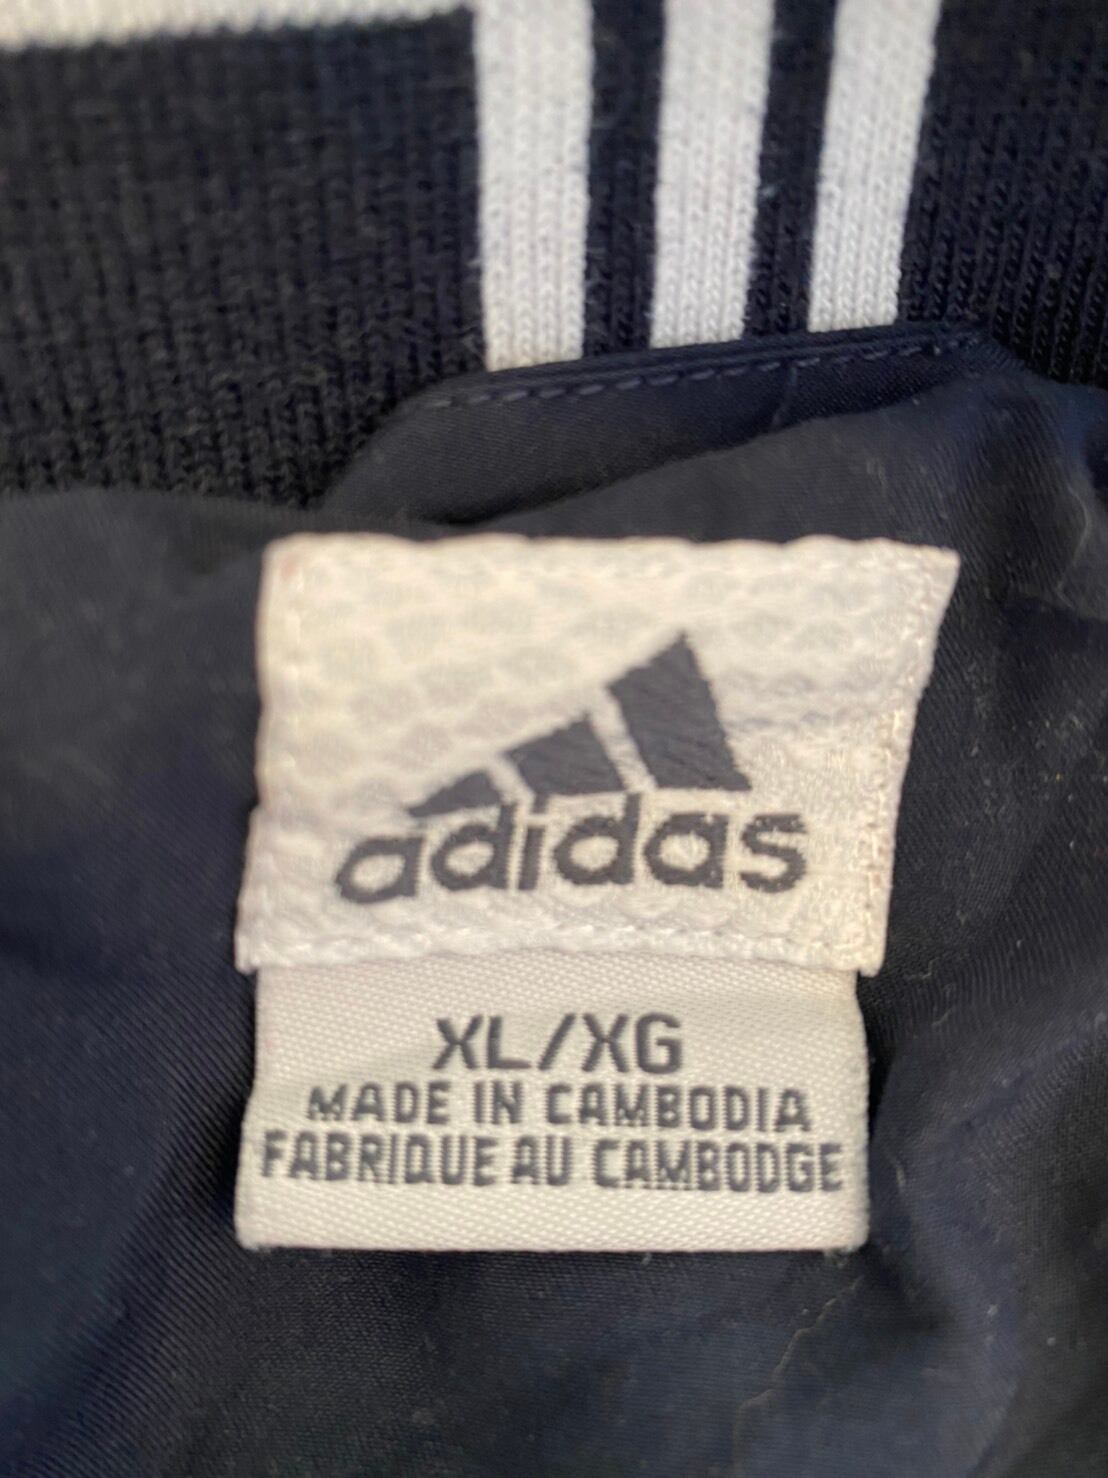 adidas
XL/XG
MADE IN CAMBODIA
FABRIQUE AU CAMBODGE